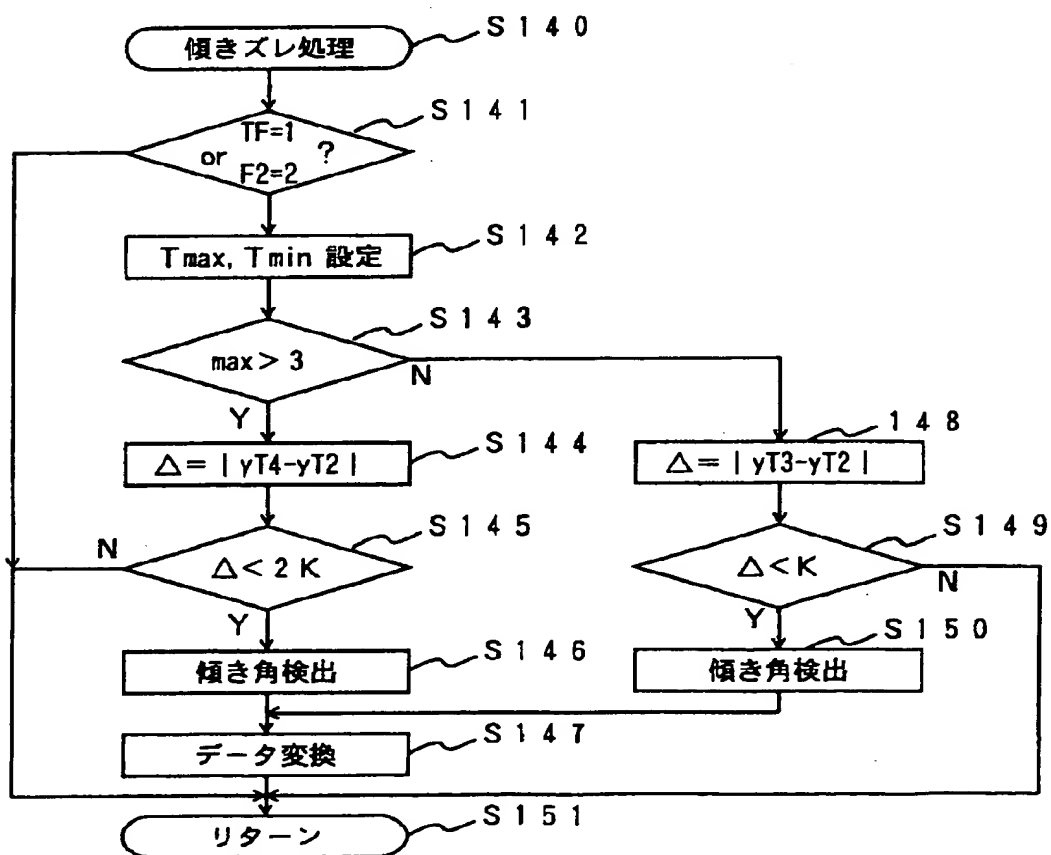 傾きズレ処理
S140
TF=1
or
F2=2
?
S141
Tmax, Tmin 設定
S142
max > 3
S143
N
Y
△= | yT4-yT2 |
S144
△= | yT3-yT2 |
148
△< 2 K
S145
N
Y
△< K
S149
N
Y
傾き角検出
S146
傾き角検出
S150
データ変換
S147
リターン
S151